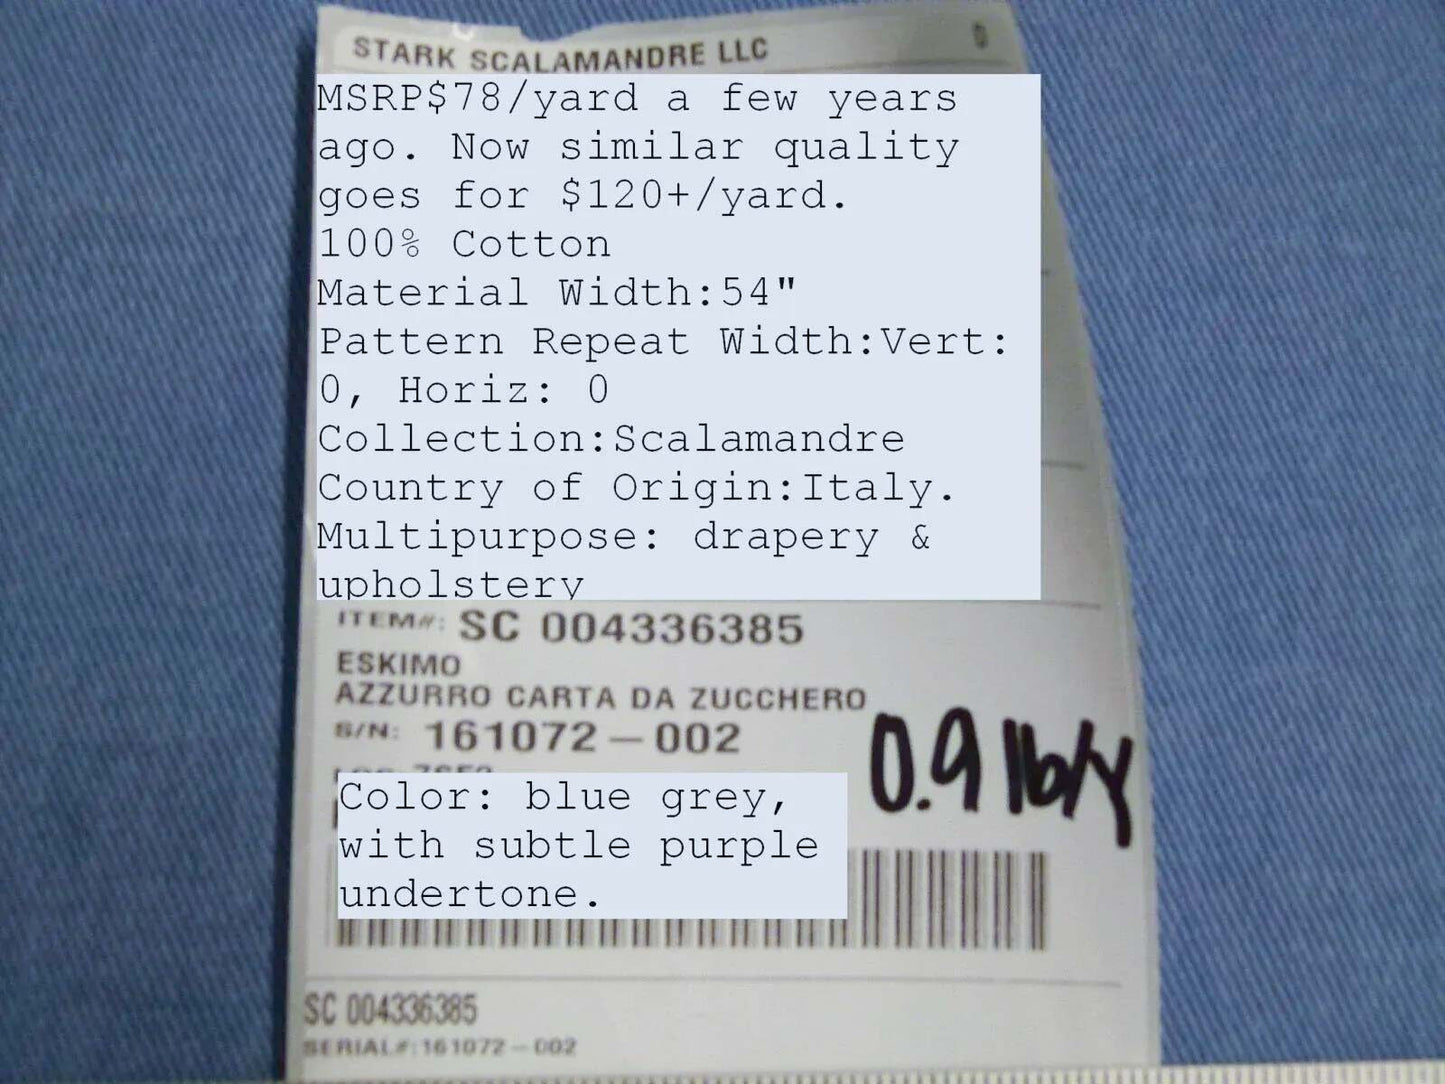 STARK SCALAMANDRE LLC
MSRP$78/yard a few years
ago. Now similar quality
goes for $120+/yard.
100% Cotton
Material Width:54"
Pattern Repeat Width:Vert:
0, Horiz: 0
Collection:Scalamandre
Country of Origin:Italy.
Multipurpose: drapery &
upholstery
ITEM#: SC 004336385
ESKIMO
AZZURRO CARTA DA ZUCCHERO
S/N: 161072-002
0.9 lb/y
Color: blue grey,
with subtle purple
undertone.
SC 004336385
SERIAL#:161072-002